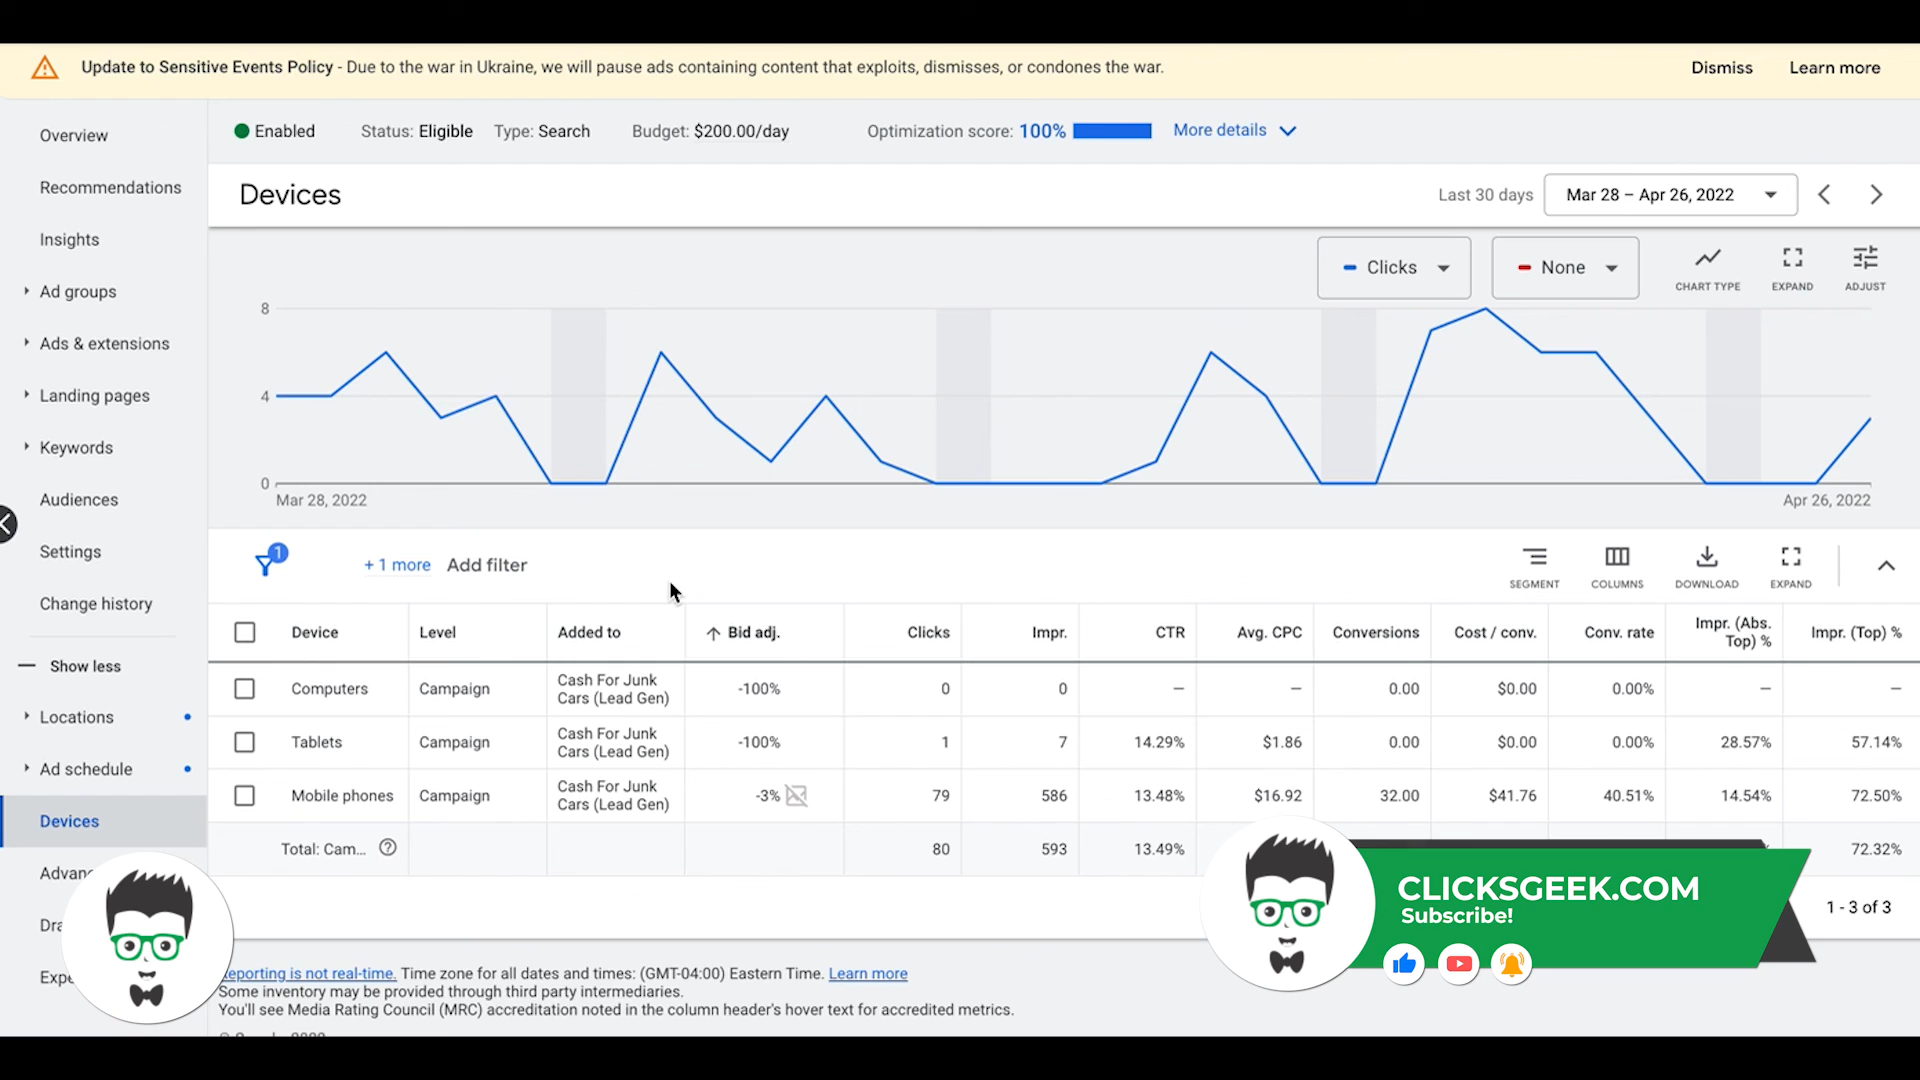 Update to Sensitive Events Policy - Due to the war in Ukraine, we will pause ads containing content that exploits, dismisses, or condones the war.
Dismiss
Learn more
Overview
Recommendations
Insights
Ad groups
Ads & extensions
Landing pages
Keywords
Audiences
Settings
Change history
Show less
Locations
Ad schedule
Devices
Enabled
Status: Eligible
Type: Search
Budget: $200.00/day
Optimization score: 100%
More details
Devices
Last 30 days
Mar 28 – Apr 26, 2022
Clicks
None
CHART TYPE
EXPAND
ADJUST
8
4
0
Mar 28, 2022
Apr 26, 2022
1
+ 1 more
Add filter
SEGMENT
COLUMNS
DOWNLOAD
EXPAND
Device Level Added to Bid adj. Clicks Impr. CTR Avg. CPC Conversions Cost / conv. Conv. rate Impr. (Abs. Top) % Impr. (Top) %
Computers Campaign Cash For Junk Cars (Lead Gen) -100% 0 0 — — 0.00 $0.00 0.00% — —
Tablets Campaign Cash For Junk Cars (Lead Gen) -100% 1 7 14.29% $1.86 0.00 $0.00 0.00% 28.57% 57.14%
Mobile phones Campaign Cash For Junk Cars (Lead Gen) -3% 79 586 13.48% $16.92 32.00 $41.76 40.51% 14.54% 72.50%
Total: Cam... 80 593 13.49% 72.32%
CLICKSGEEK.COM
Subscribe!
1 - 3 of 3
eporting is not real-time. Time zone for all dates and times: (GMT-04:00) Eastern Time. Learn more
Some inventory may be provided through third party intermediaries.
You'll see Media Rating Council (MRC) accreditation noted in the column header's hover text for accredited metrics.